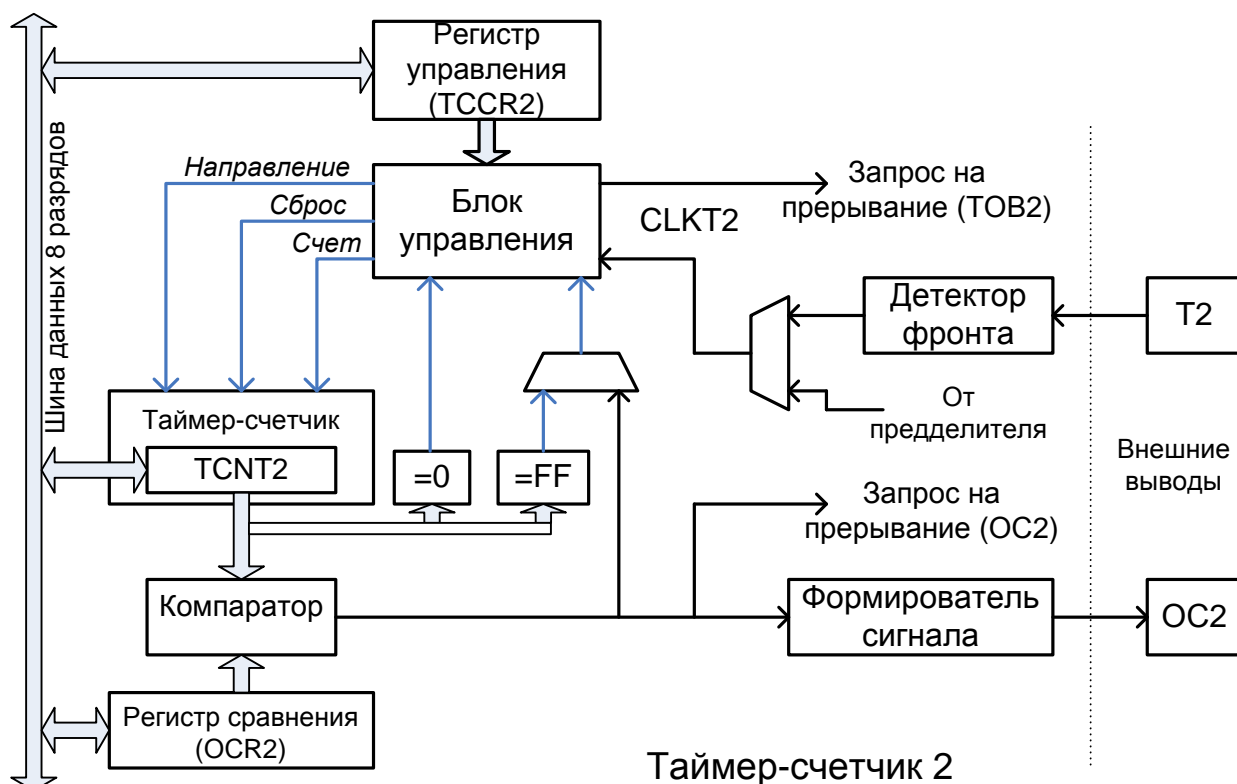 Регистр
управления
(TCCR2)
Шина данных 8 разрядов
Направление
Сброс
Счет
Блок
управления
CLKT2
Запрос на
прерывание (TOB2)
Детектор
фронта
T2
От
предделителя
Внешние
выводы
Таймер-счетчик
TCNT2
=0
=FF
Запрос на
прерывание (OC2)
Компаратор
Формирователь
сигнала
OC2
Регистр сравнения
(OCR2)
Таймер-счетчик 2